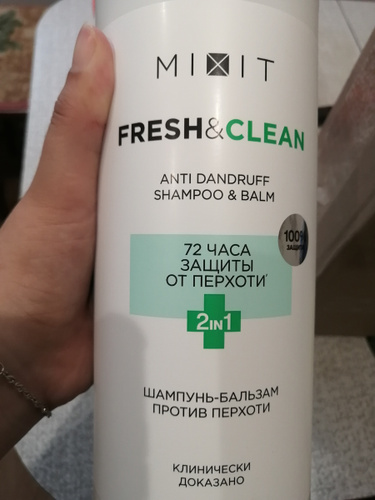 MIXIT
FRESH&CLEAN
ANTI DANDRUFF
SHAMPOO & BALM
100%
ЗАЩИТЫ
72 ЧАСА
ЗАЩИТЫ
ОТ ПЕРХОТИ*
2IN1
ШАМПУНЬ-БАЛЬЗАМ
ПРОТИВ ПЕРХОТИ
КЛИНИЧЕСКИ
ДОКАЗАНО